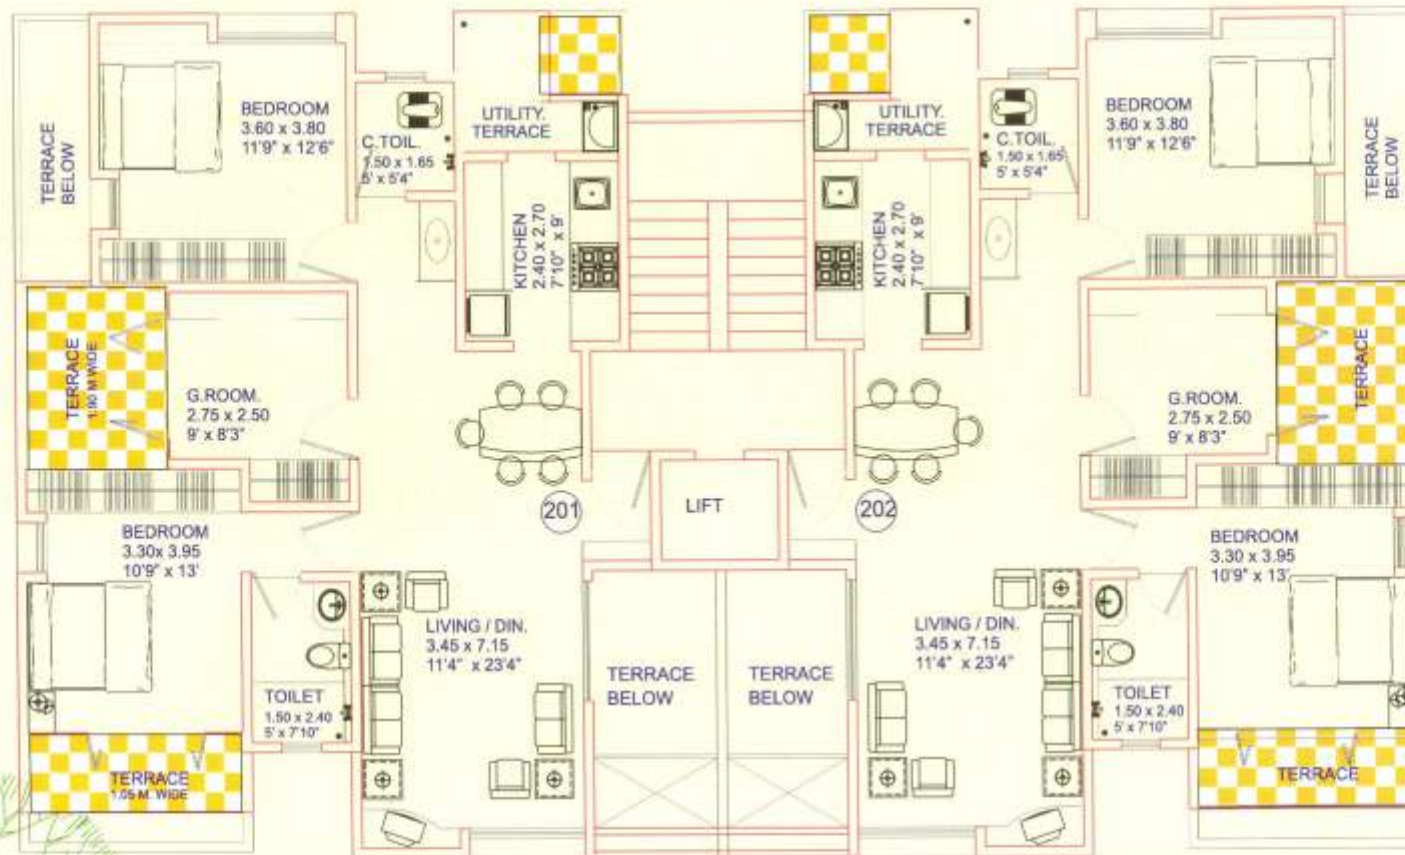 BEDROOM
3.60 x 3.80
11'9" x 12'6"
TERRACE
BELOW
C.TOIL.
1.50 x 1.65
5' x 5'4"
UTILITY.
TERRACE
KITCHEN
2.40 x 2.70
7'10" x 9'
TERRACE
1.90 M WIDE
G.ROOM.
2.75 x 2.50
9' x 8'3"
201
BEDROOM
3.30x 3.95
10'9" x 13'
LIVING / DIN.
3.45 x 7.15
11'4" x 23'4"
TOILET
1.50 x 2.40
5' x 7'10"
TERRACE
1.05 M. WIDE
LIFT
TERRACE
BELOW
TERRACE
BELOW
UTILITY.
TERRACE
C.TOIL.
1.50 x 1.65
5' x 5'4"
BEDROOM
3.60 x 3.80
11'9" x 12'6"
TERRACE
BELOW
KITCHEN
2.40 x 2.70
7'10" x 9'
G.ROOM.
2.75 x 2.50
9' x 8'3"
TERRACE
202
BEDROOM
3.30 x 3.95
10'9" x 13'
LIVING / DIN.
3.45 x 7.15
11'4" x 23'4"
TOILET
1.50 x 2.40
5' x 7'10"
TERRACE